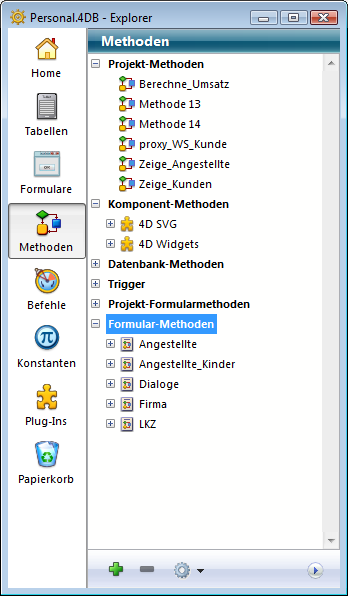 Personal.4DB - Explorer
Home
Tabellen
Formulare
Methoden
Befehle
Konstanten
Plug-Ins
Papierkorb
Methoden
Projekt-Methoden
Berechne_Umsatz
Methode 13
Methode 14
proxy_WS_Kunde
Zeige_Angestellte
Zeige_Kunden
Komponent-Methoden
4D SVG
4D Widgets
Datenbank-Methoden
Trigger
Projekt-Formularmethoden
Formular-Methoden
Angestellte
Angestellte_Kinder
Dialoge
Firma
LKZ